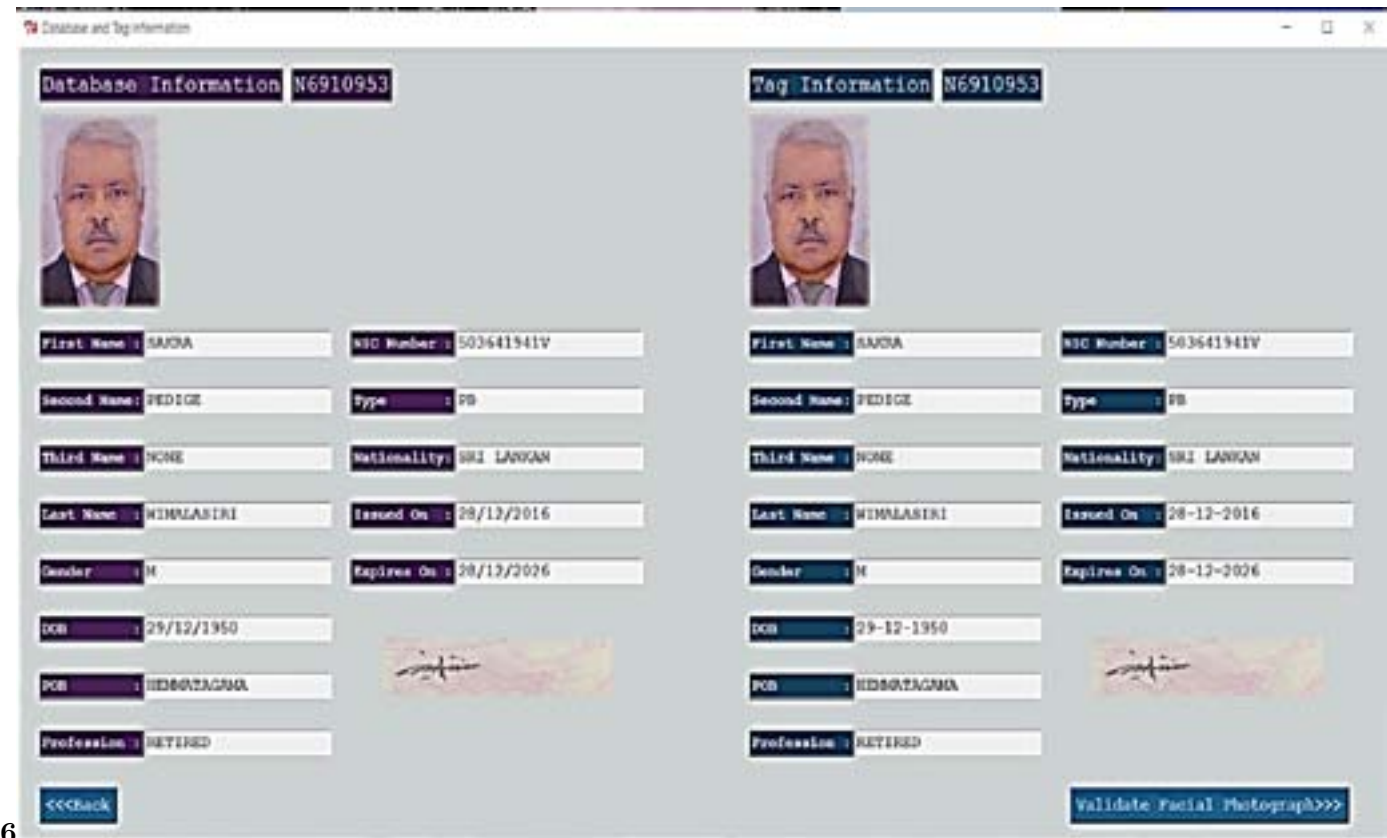 Database and Tag Information
Database Information N6910953
Tag Information N6910953
First Name :
NIC Number : 503641941V
First Name :
NIC Number : 503641941V
Second Name: PEDIGE
Type : PB
Second Name: PEDIGE
Type : PB
Third Name : NONE
Nationality: SRI LANKAN
Third Name : NONE
Nationality: SRI LANKAN
Last Name : WIMALASIRI
Issued On : 28/12/2016
Last Name : WIMALASIRI
Issued On : 28-12-2016
Gender : M
Expires On : 28/12/2026
Gender : M
Expires On : 28-12-2026
DOB : 29/12/1950
DOB : 29-12-1950
POB : HEMMATAGAMA
POB : HEMMATAGAMA
Profession : RETIRED
Profession : RETIRED
<<<Back
Validate Facial Photograph>>>
6